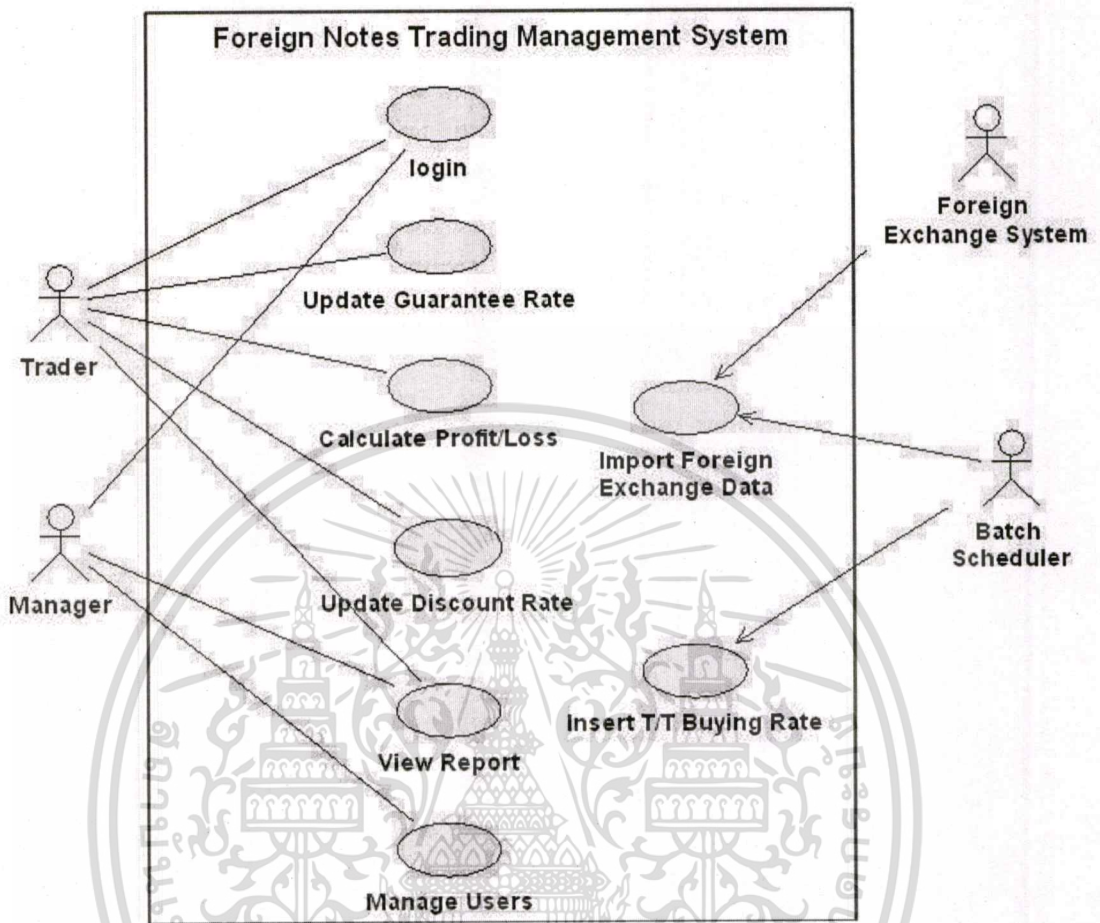 Foreign Notes Trading Management System
login
Update Guarantee Rate
Trader
Calculate Profit/Loss
Manager
Update Discount Rate
View Report
Manage Users
Foreign
Exchange System
Import Foreign
Exchange Data
Batch
Scheduler
Insert T/T Buying Rate